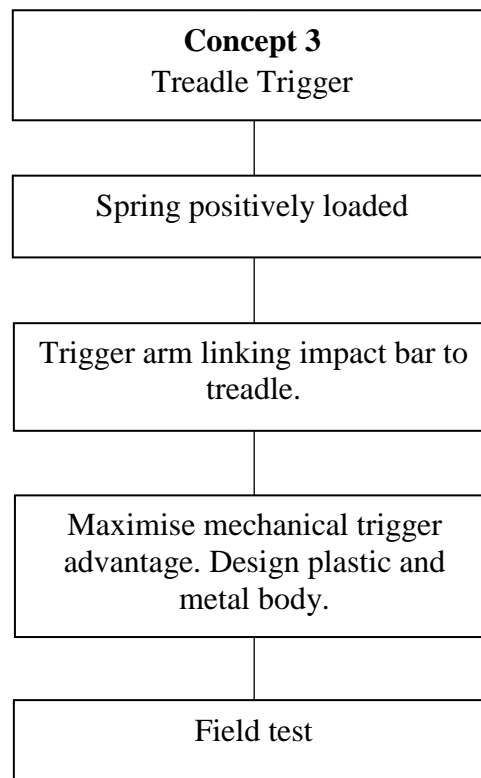 Concept 3
Treadle Trigger
Spring positively loaded
Trigger arm linking impact bar to
treadle.
Maximise mechanical trigger
advantage. Design plastic and
metal body.
Field test